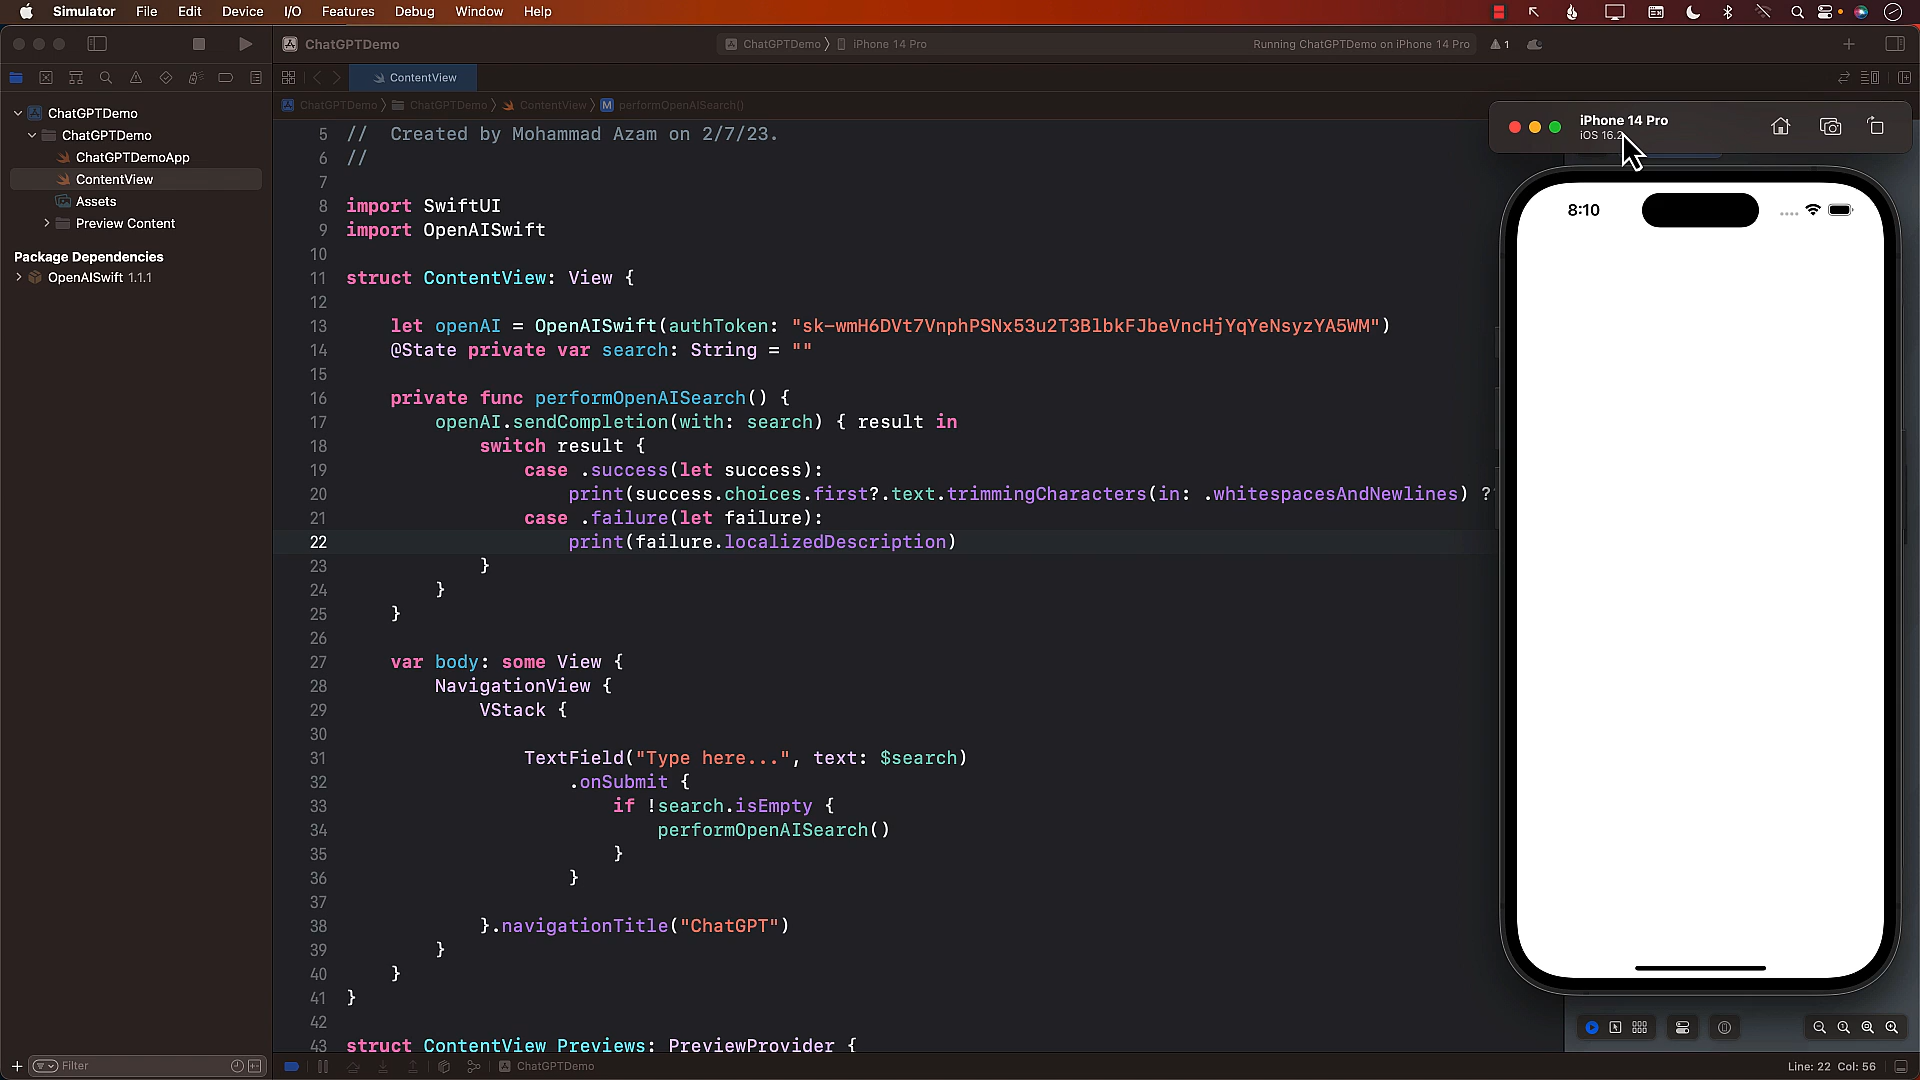 Simulator File Edit Device I/O Features Debug Window Help
ChatGPTDemo
ChatGPTDemo 〉 iPhone 14 Pro
Running ChatGPTDemo on iPhone 14 Pro
1
ContentView
ChatGPTDemo 〉 ChatGPTDemo 〉 ContentView 〉 M performOpenAISearch()
ChatGPTDemo
ChatGPTDemo
ChatGPTDemoApp
ContentView
Assets
Preview Content
Package Dependencies
OpenAISwift 1.1.1
5 //  Created by Mohammad Azam on 2/7/23.
6 //
7
8 import SwiftUI
9 import OpenAISwift
10
11 struct ContentView: View {
12
13 let openAI = OpenAISwift(authToken: "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")
14 @State private var search: String = ""
15
16 private func performOpenAISearch() {
17 openAI.sendCompletion(with: search) { result in
18 switch result {
19 case .success(let success):
20 print(success.choices.first?.text.trimmingCharacters(in: .whitespacesAndNewlines) ?
21 case .failure(let failure):
22 print(failure.localizedDescription)
23 }
24 }
25 }
26
27 var body: some View {
28 NavigationView {
29 VStack {
30
31 TextField("Type here...", text: $search)
32 .onSubmit {
33 if !search.isEmpty {
34 performOpenAISearch()
35 }
36 }
37
38 }.navigationTitle("ChatGPT")
39 }
40 }
41 }
42
43 struct ContentView_Previews: PreviewProvider {
iPhone 14 Pro
iOS 16.2
8:10
Filter
ChatGPTDemo
Line: 22 Col: 56